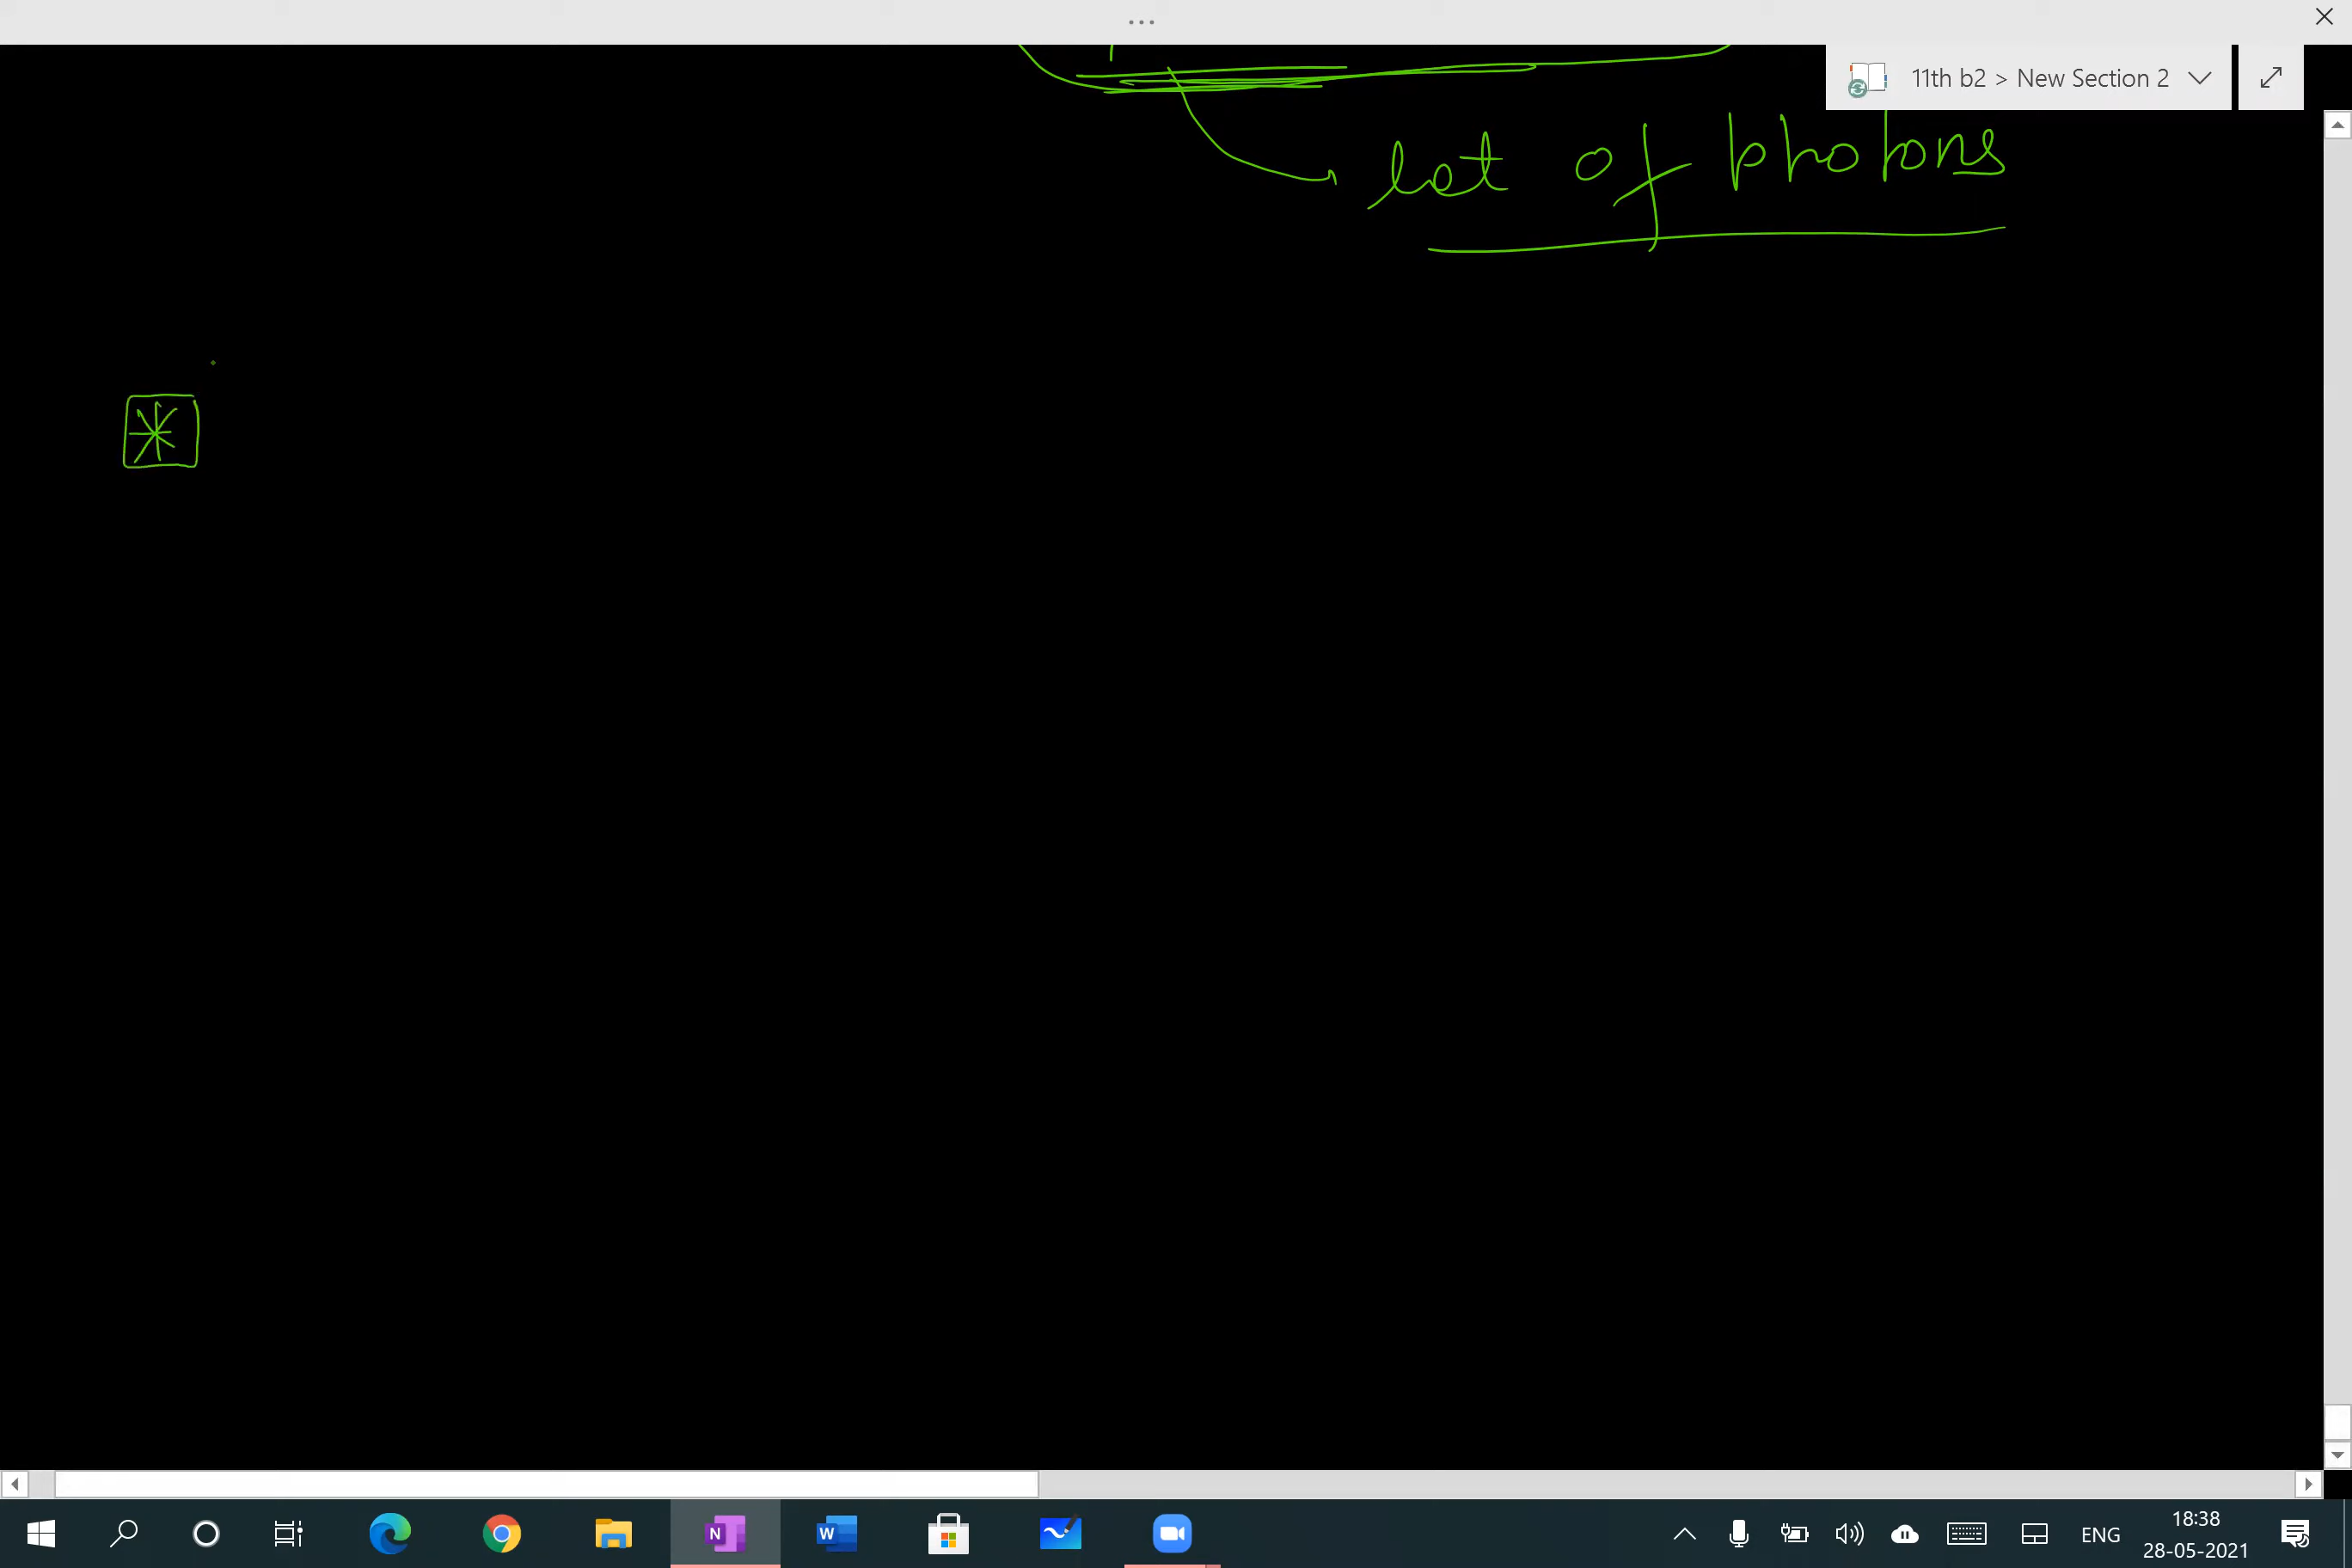 11th b2 > New Section 2
lot of photons
*
ENG
18:38
28-05-2021